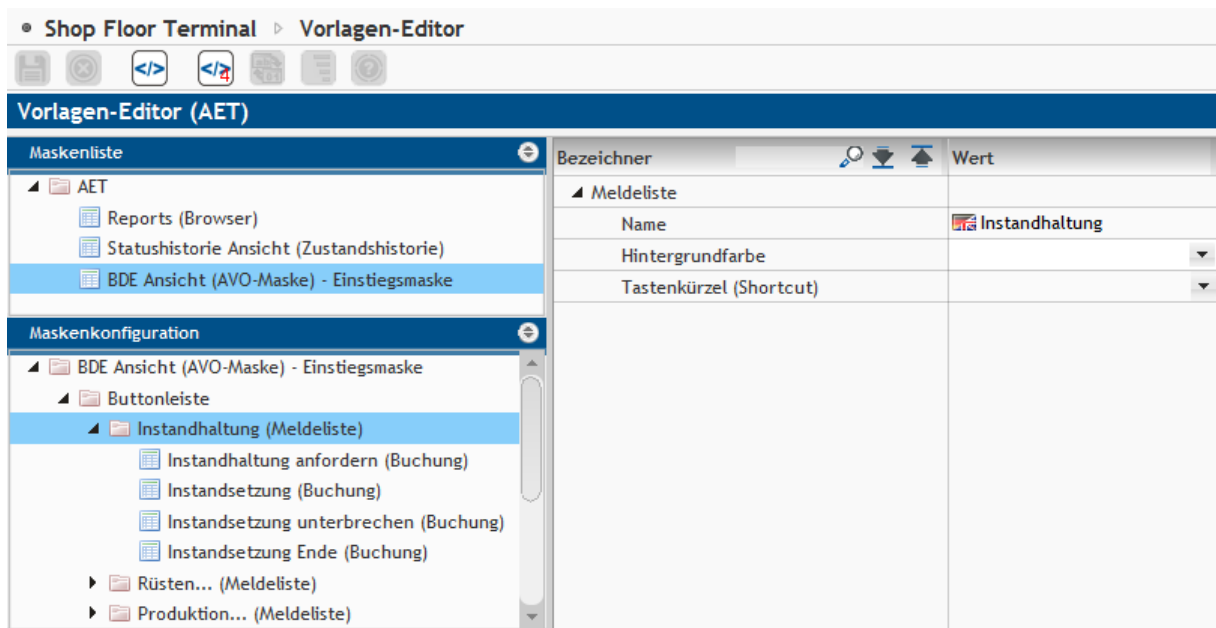 Shop Floor Terminal Vorlagen-Editor
</> </> 4
Vorlagen-Editor (AET)
Maskenliste
AET
Reports (Browser)
Statushistorie Ansicht (Zustandshistorie)
BDE Ansicht (AVO-Maske) - Einstiegsmaske
Maskenkonfiguration
BDE Ansicht (AVO-Maske) - Einstiegsmaske
Buttonleiste
Instandhaltung (Meldeliste)
Instandhaltung anfordern (Buchung)
Instandsetzung (Buchung)
Instandsetzung unterbrechen (Buchung)
Instandsetzung Ende (Buchung)
Rüsten... (Meldeliste)
Produktion... (Meldeliste)
Bezeichner Wert
Meldeliste
Name Instandhaltung
Hintergrundfarbe
Tastenkürzel (Shortcut)